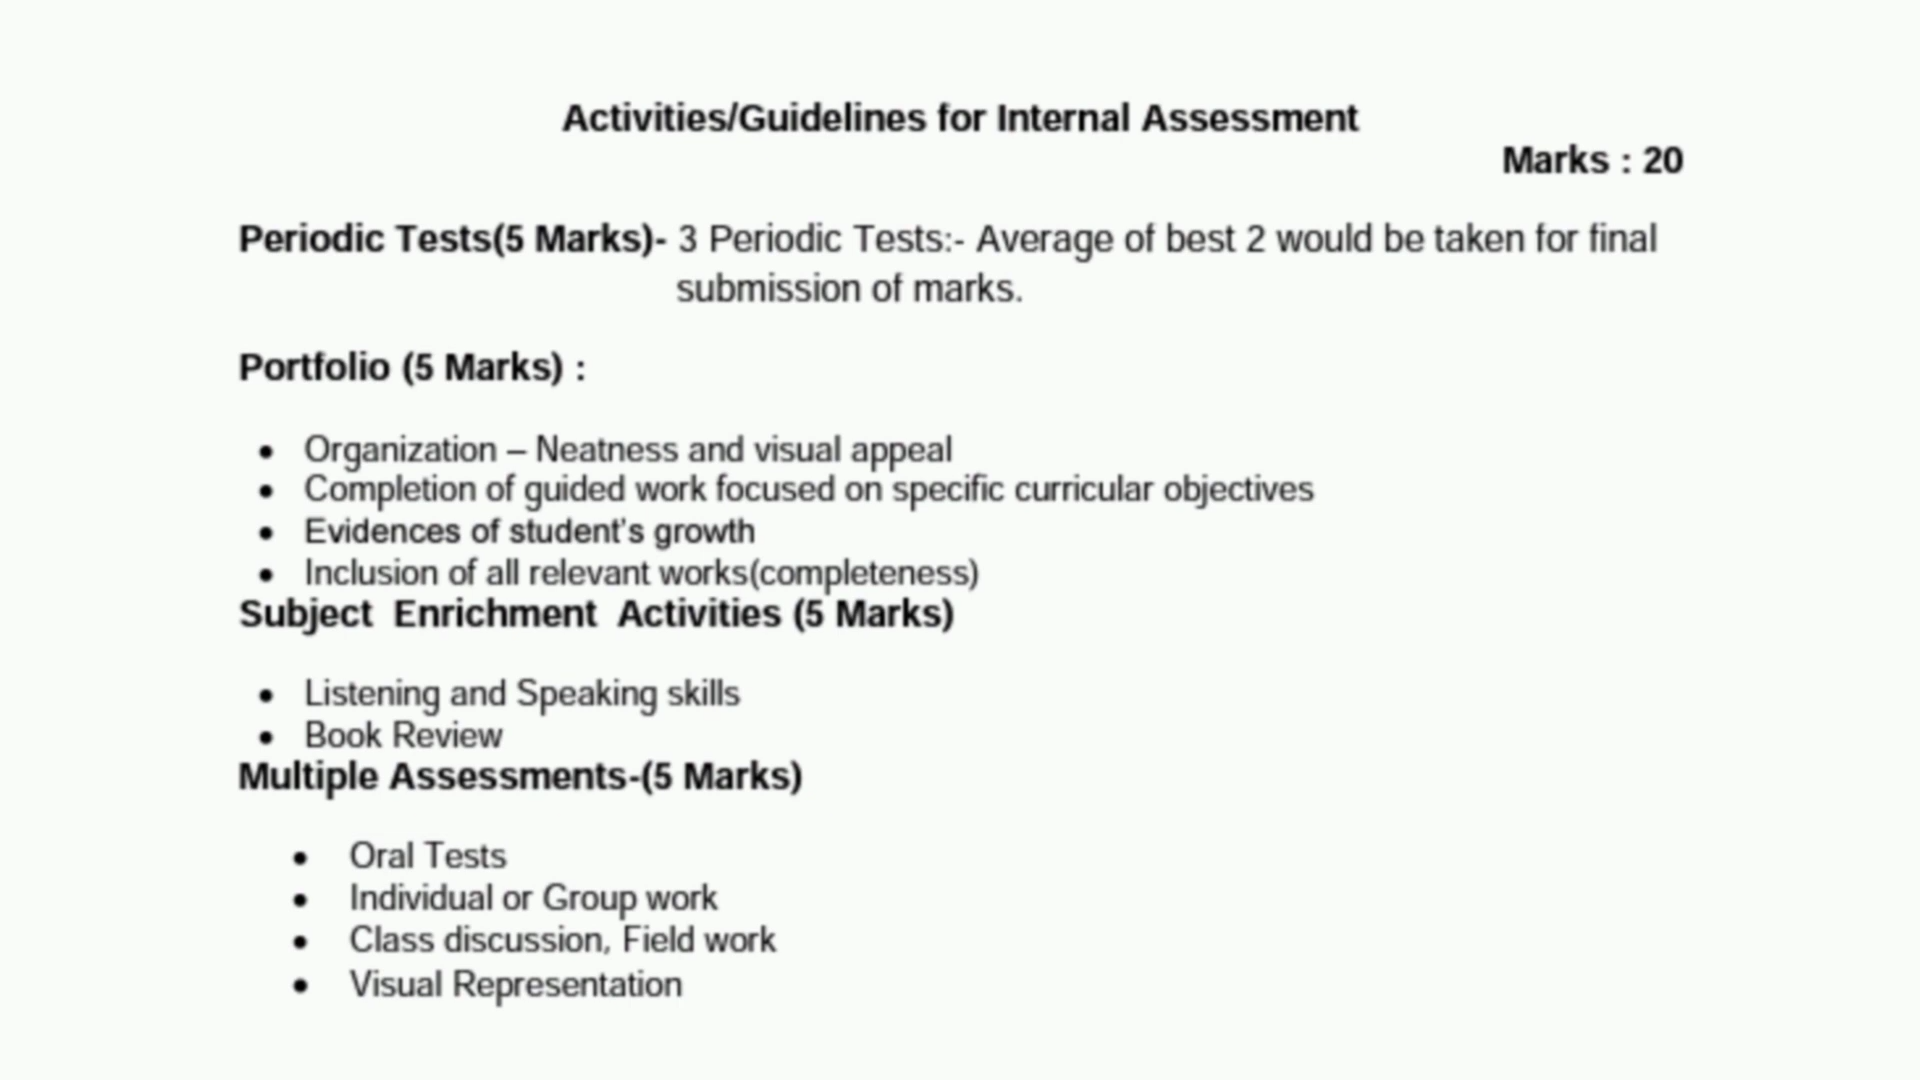 Activities/Guidelines for Internal Assessment
Marks : 20
Periodic Tests(5 Marks)- 3 Periodic Tests:- Average of best 2 would be taken for final
submission of marks.
Portfolio (5 Marks) :
• Organization – Neatness and visual appeal
• Completion of guided work focused on specific curricular objectives
• Evidences of student's growth
• Inclusion of all relevant works(completeness)
Subject Enrichment Activities (5 Marks)
• Listening and Speaking skills
• Book Review
Multiple Assessments-(5 Marks)
• Oral Tests
• Individual or Group work
• Class discussion, Field work
• Visual Representation